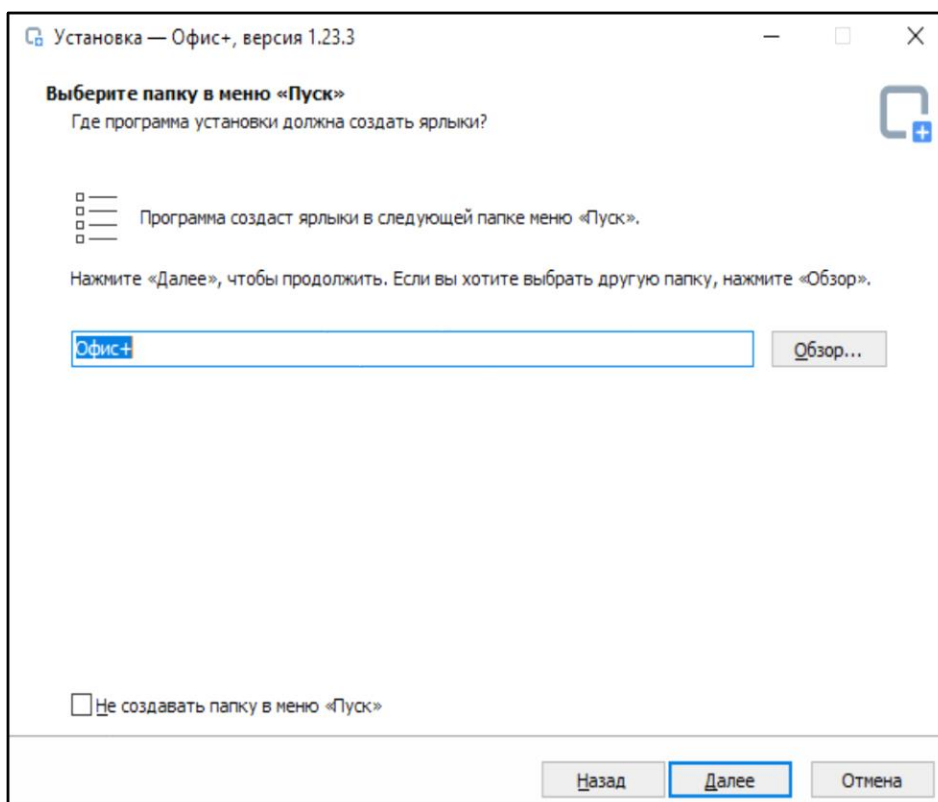 Установка — Офис+, версия 1.23.3
Выберите папку в меню «Пуск»
Где программа установки должна создать ярлыки?
Программа создаст ярлыки в следующей папке меню «Пуск».
Нажмите «Далее», чтобы продолжить. Если вы хотите выбрать другую папку, нажмите «Обзор».
Офис+
Обзор...
Не создавать папку в меню «Пуск»
Назад
Далее
Отмена